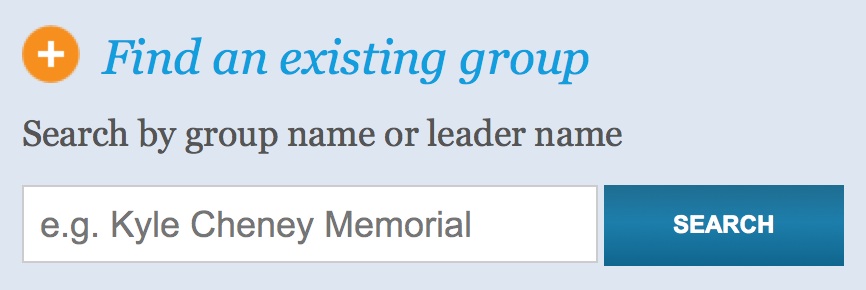 Find an existing group
Search by group name or leader name
e.g. Kyle Cheney Memorial
SEARCH